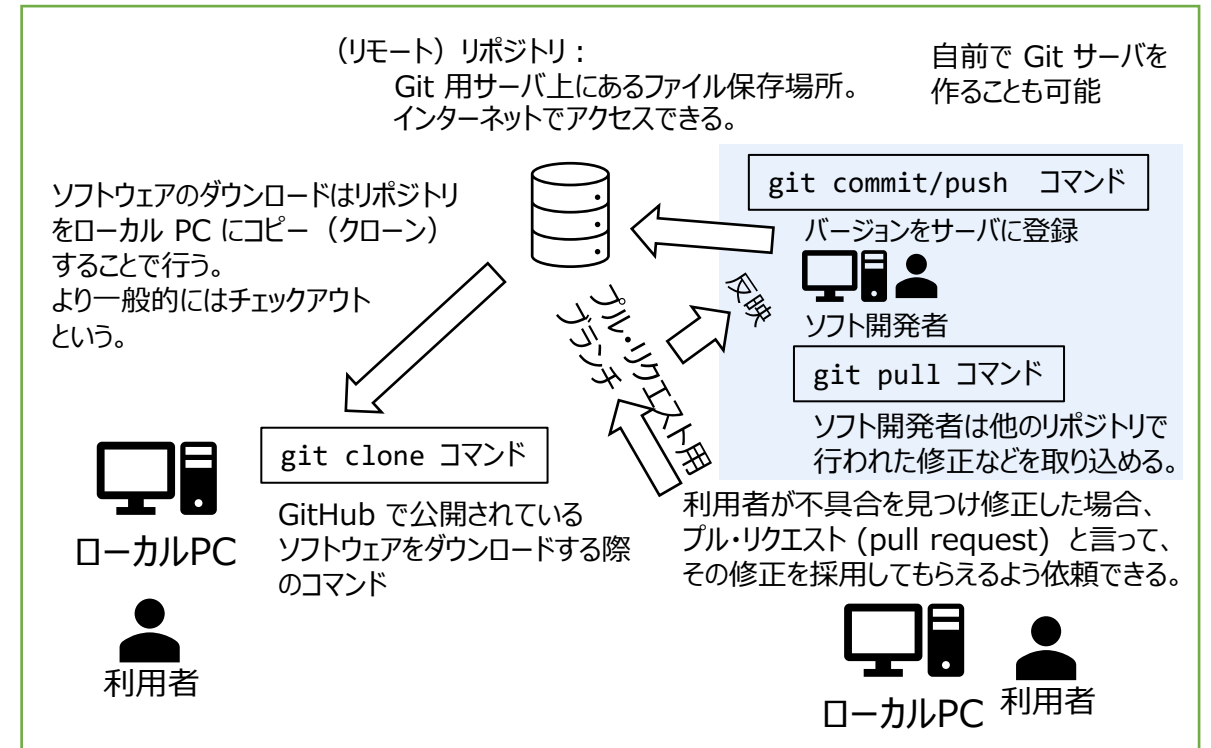 （リモート）リポジトリ：
Git 用サーバ上にあるファイル保存場所。
インターネットでアクセスできる。
自前で Git サーバを
作ることも可能
ソフトウェアのダウンロードはリポジトリ
をローカル PC にコピー（クローン）
することで行う。
より一般的にはチェックアウト
という。
git commit/push コマンド
バージョンをサーバに登録
ソフト開発者
反映
プル・リクエスト用
ブランチ
git pull コマンド
ソフト開発者は他のリポジトリで
行われた修正などを取り込める。
git clone コマンド
GitHub で公開されている
ソフトウェアをダウンロードする際
のコマンド
ローカルPC
利用者
利用者が不具合を見つけ修正した場合、
プル・リクエスト (pull request) と言って、
その修正を採用してもらえるよう依頼できる。
ローカルPC
利用者